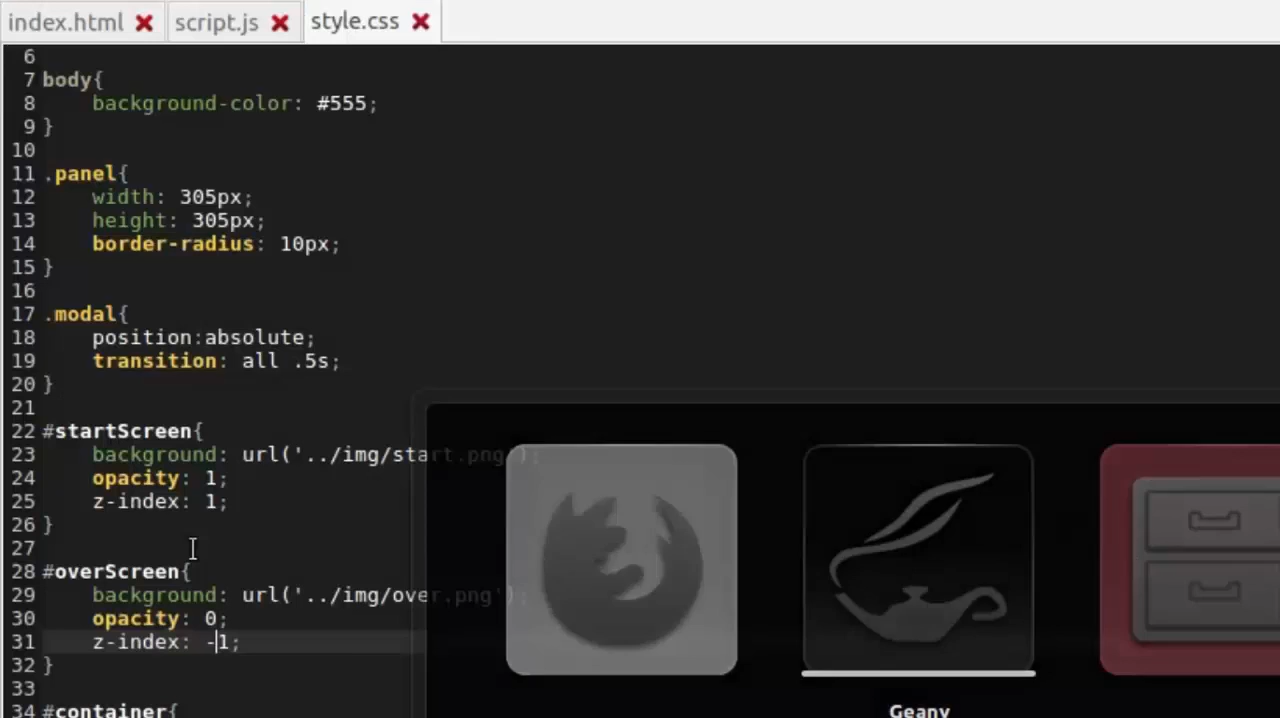 index.html script.js style.css
6
7 body{
8 background-color: #555;
9 }
10
11 .panel{
12 width: 305px;
13 height: 305px;
14 border-radius: 10px;
15 }
16
17 .modal{
18 position:absolute;
19 transition: all .5s;
20 }
21
22 #startScreen{
23 background: url('../img/start.png');
24 opacity: 1;
25 z-index: 1;
26 }
27
28 #overScreen{
29 background: url('../img/over.png');
30 opacity: 0;
31 z-index: -1;
32 }
33
34 #container{
Geany